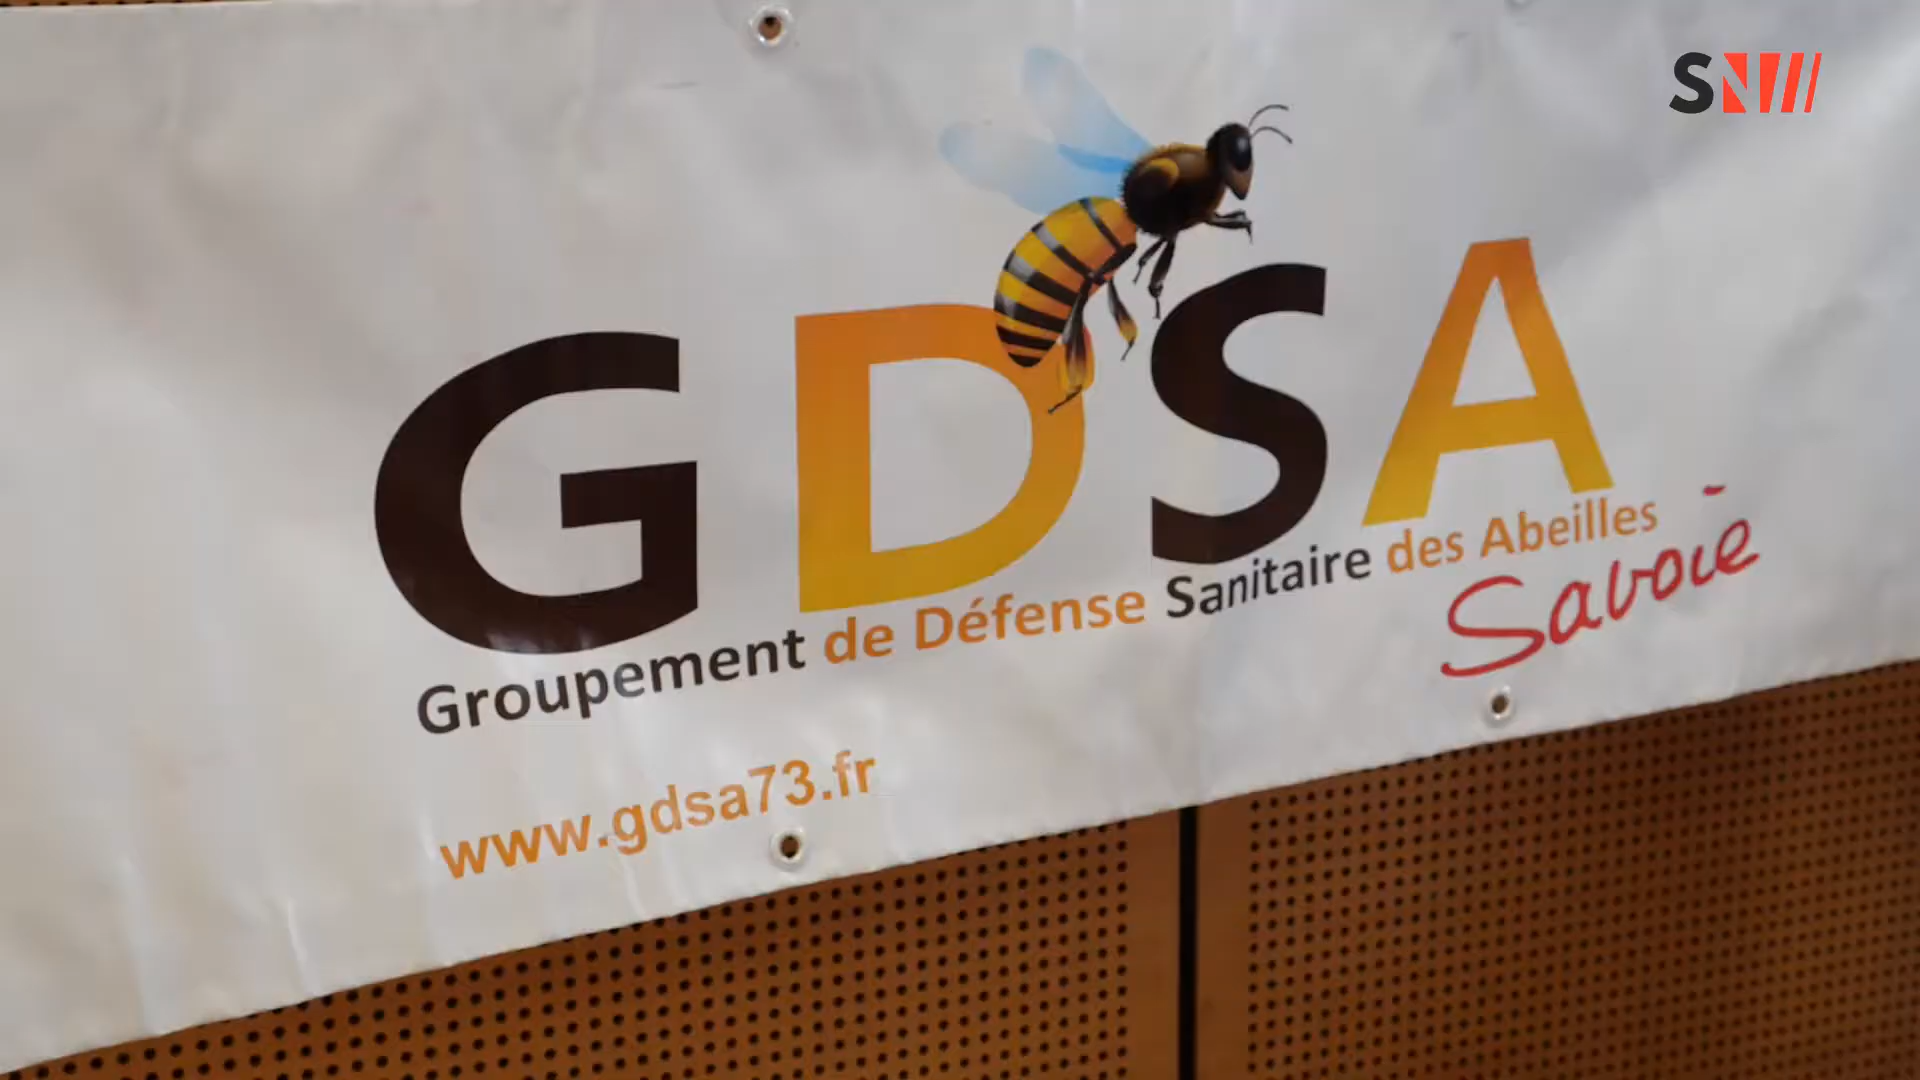 SN
GDSA
Groupement de Défense Sanitaire des Abeilles
Savoie
www.gdsa73.fr